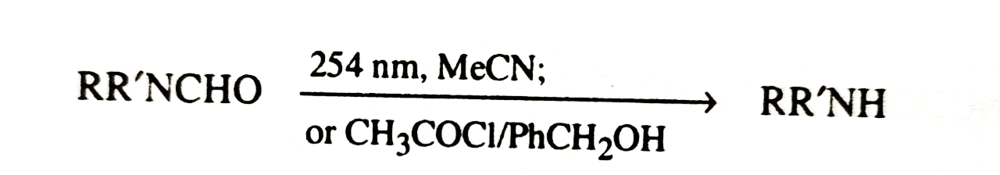 254 nm, MeCN;
RR′NCHO → RR′NH
or CH₃COCl/PhCH₂OH